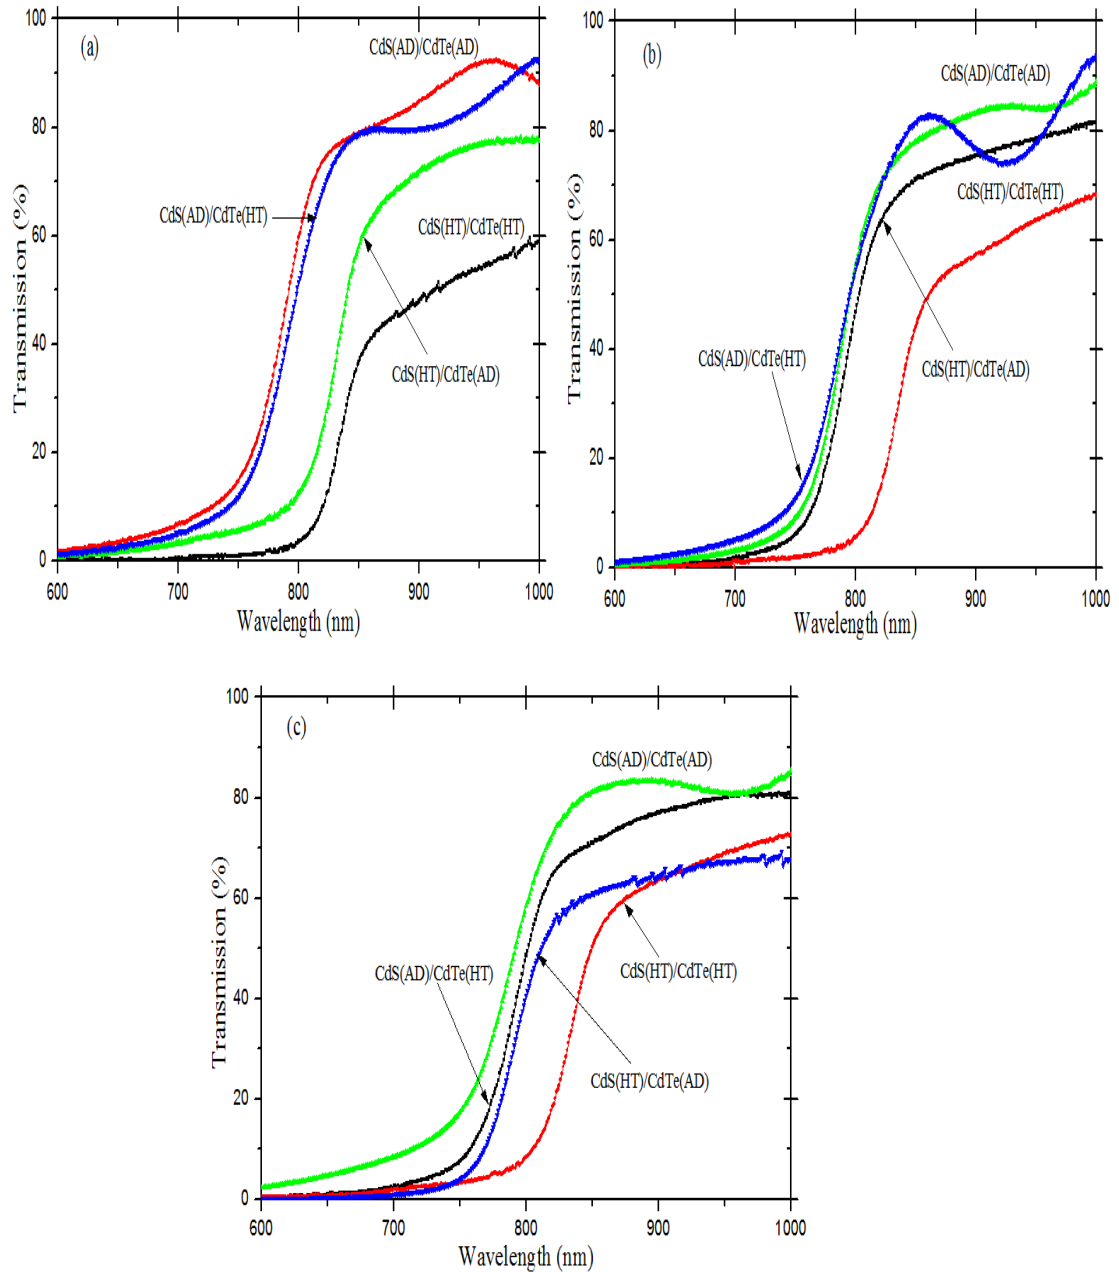 (a)
CdS(AD)/CdTe(AD)
CdS(AD)/CdTe(HT)
CdS(HT)/CdTe(HT)
CdS(HT)/CdTe(AD)
Transmission (%)
100
80
60
40
20
0
600 700 800 900 1000
Wavelength (nm)
(b)
CdS(AD)/CdTe(AD)
CdS(HT)/CdTe(HT)
CdS(AD)/CdTe(HT)
CdS(HT)/CdTe(AD)
Transmission (%)
100
80
60
40
20
0
600 700 800 900 1000
Wavelength (nm)
(c)
CdS(AD)/CdTe(AD)
CdS(AD)/CdTe(HT)
CdS(HT)/CdTe(HT)
CdS(HT)/CdTe(AD)
Transmission (%)
100
80
60
40
20
0
600 700 800 900 1000
Wavelength (nm)